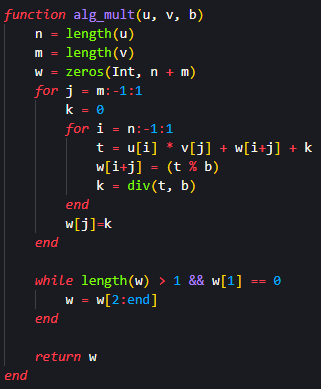 function alg_mult(u, v, b)
    n = length(u)
    m = length(v)
    w = zeros(Int, n + m)
    for j = m:-1:1
        k = 0
        for i = n:-1:1
            t = u[i] * v[j] + w[i+j] + k
            w[i+j] = (t % b)
            k = div(t, b)
        end
        w[j]=k
    end

    while length(w) > 1 && w[1] == 0
        w = w[2:end]
    end

    return w
end